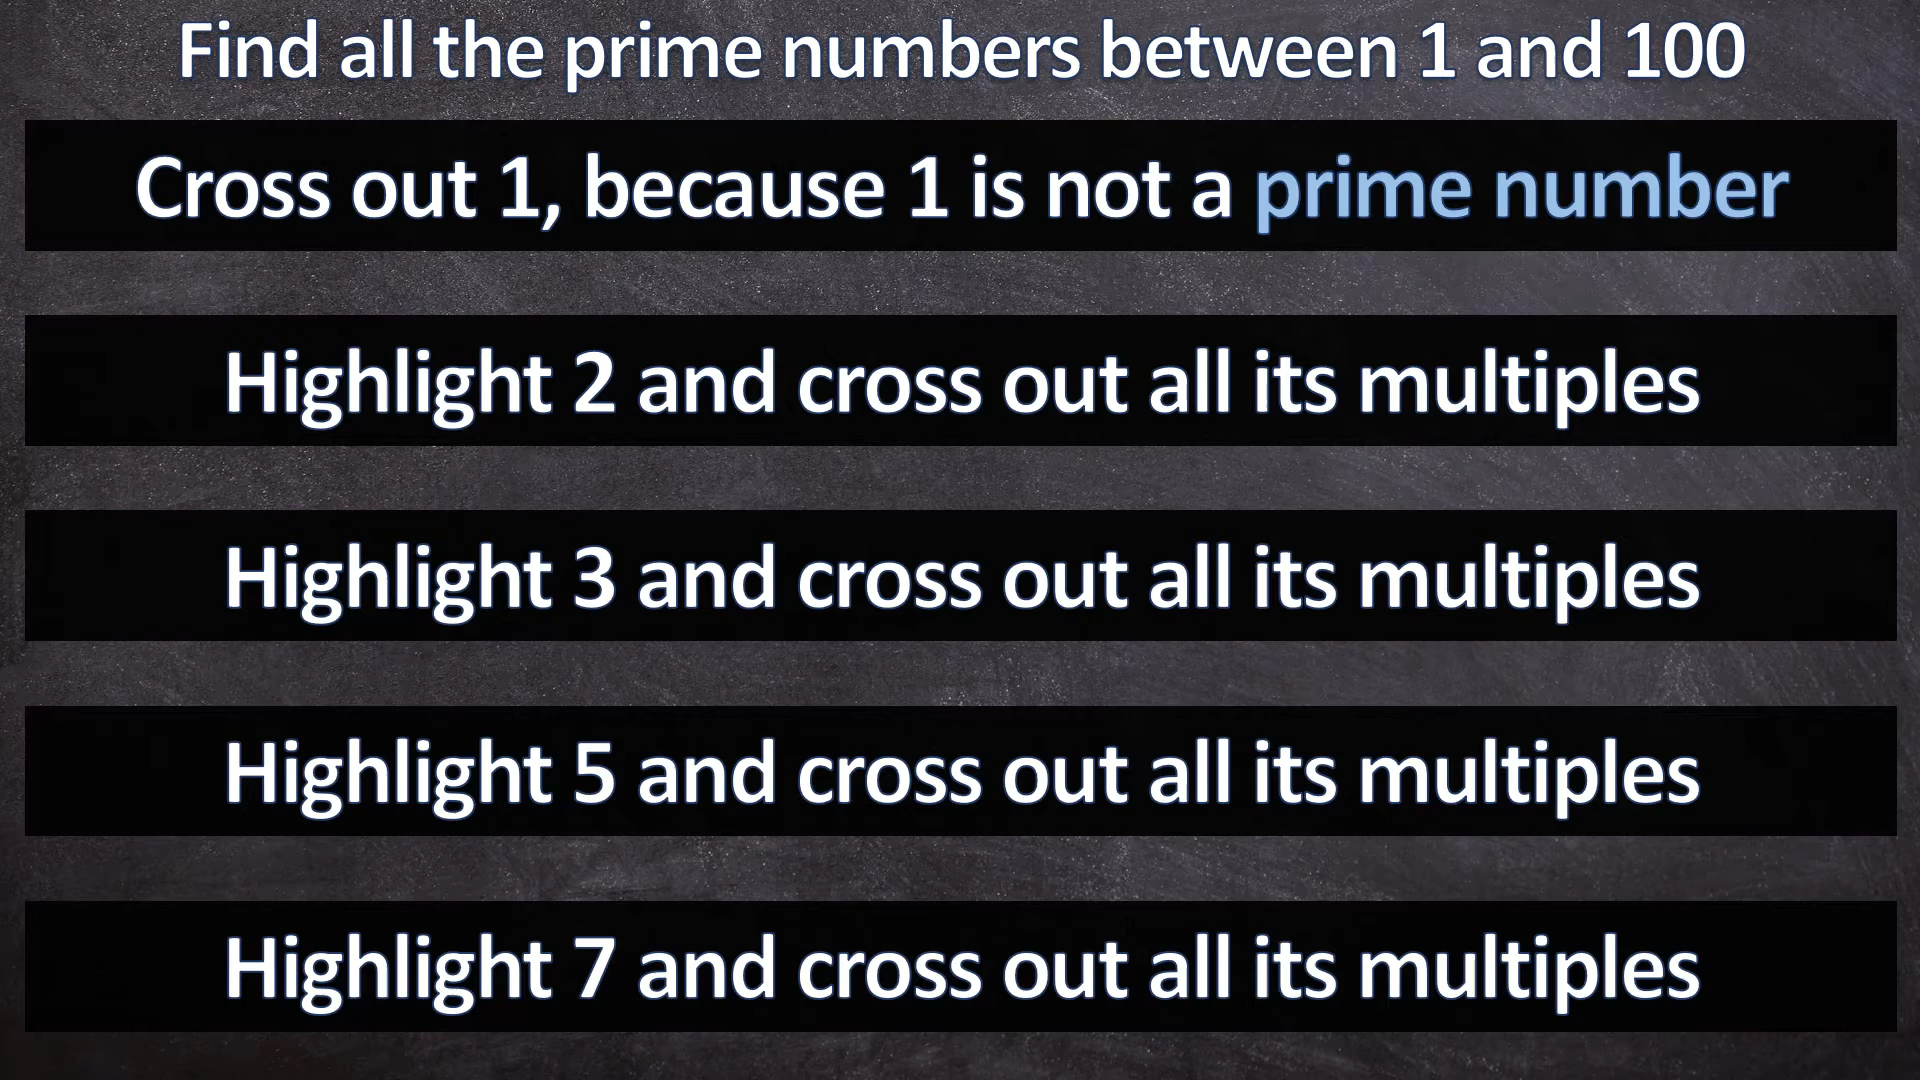 Find all the prime numbers between 1 and 100
Cross out 1, because 1 is not a prime number
Highlight 2 and cross out all its multiples
Highlight 3 and cross out all its multiples
Highlight 5 and cross out all its multiples
Highlight 7 and cross out all its multiples